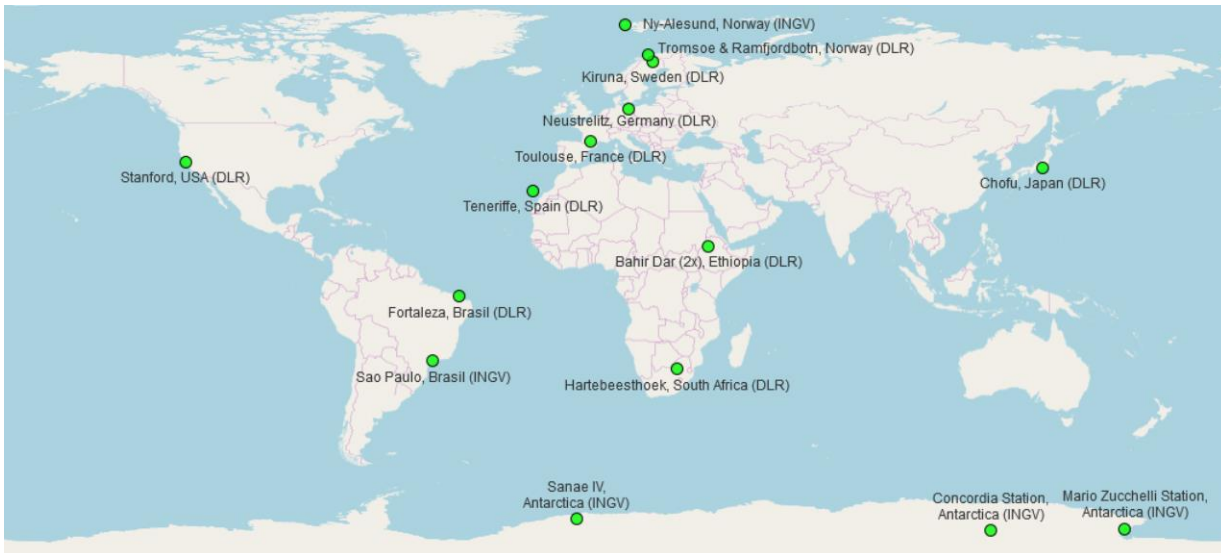 Ny-Alesund, Norway (INGV)
Tromsoe & Ramfjordbotn, Norway (DLR)
Kiruna, Sweden (DLR)
Neustrelitz, Germany (DLR)
Toulouse, France (DLR)
Stanford, USA (DLR)
Chofu, Japan (DLR)
Teneriffe, Spain (DLR)
Bahir Dar (2x), Ethiopia (DLR)
Fortaleza, Brasil (DLR)
Sao Paulo, Brasil (INGV)
Hartebeesthoek, South Africa (DLR)
Sanae IV,
Antarctica (INGV)
Concordia Station,
Antarctica (INGV)
Mario Zucchelli Station,
Antarctica (INGV)